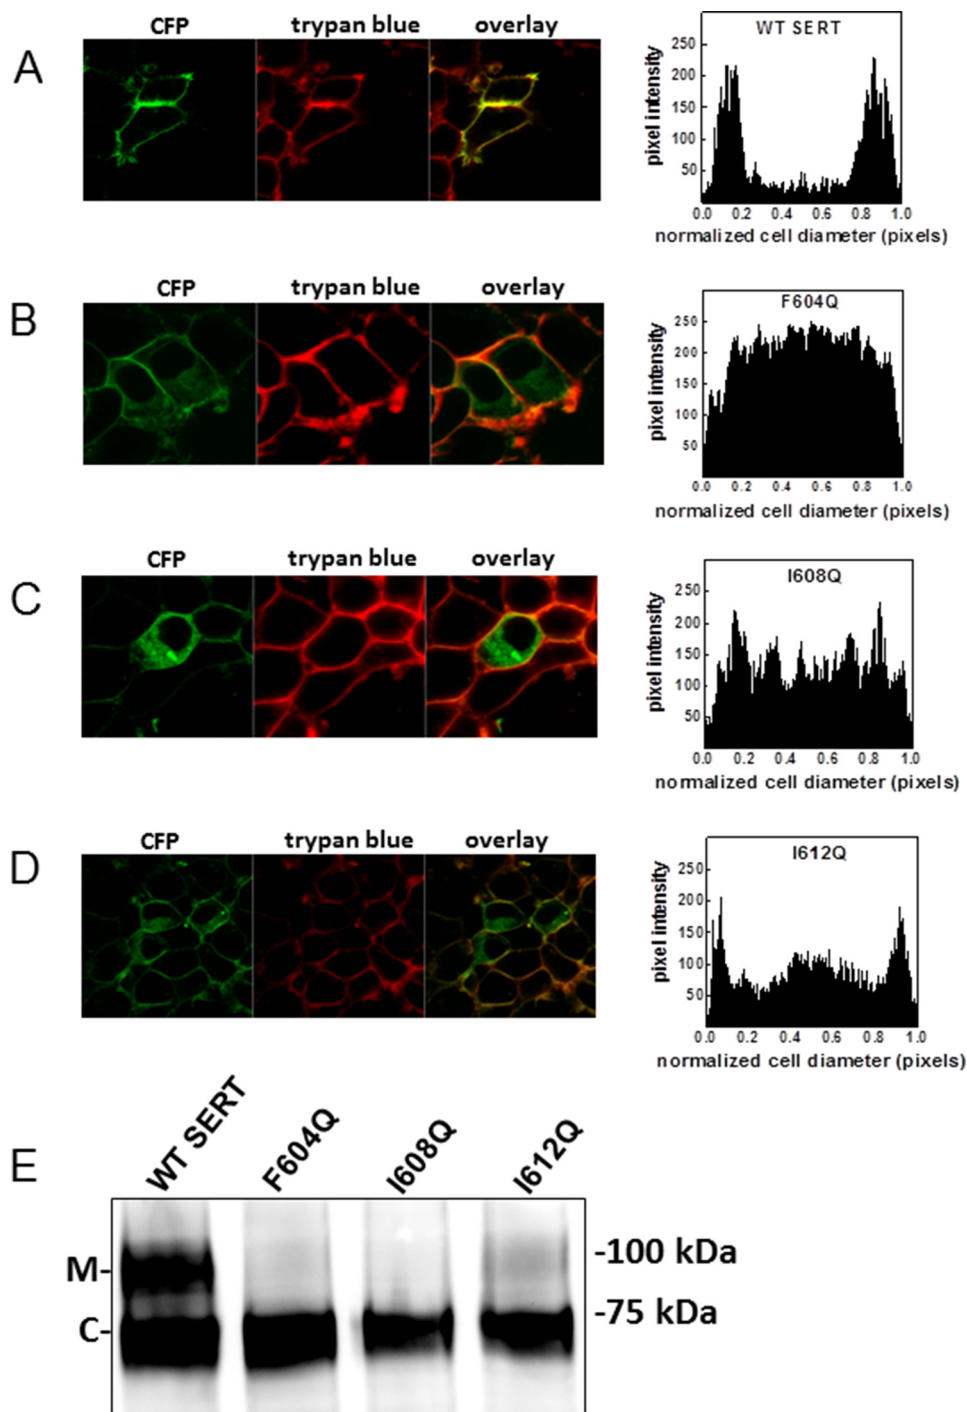 A
CFP trypan blue overlay
WT SERT
pixel intensity
250
200
150
100
50
0.0 0.2 0.4 0.6 0.8 1.0
normalized cell diameter (pixels)
B
CFP trypan blue overlay
F604Q
pixel intensity
250
200
150
100
50
0.0 0.2 0.4 0.6 0.8 1.0
normalized cell diameter (pixels)
C
CFP trypan blue overlay
I608Q
pixel intensity
250
200
150
100
50
0.0 0.2 0.4 0.6 0.8 1.0
normalized cell diameter (pixels)
D
CFP trypan blue overlay
I612Q
pixel intensity
250
200
150
100
50
0.0 0.2 0.4 0.6 0.8 1.0
normalized cell diameter (pixels)
E
WT SERT F604Q I608Q I612Q
M- -100 kDa
C- -75 kDa